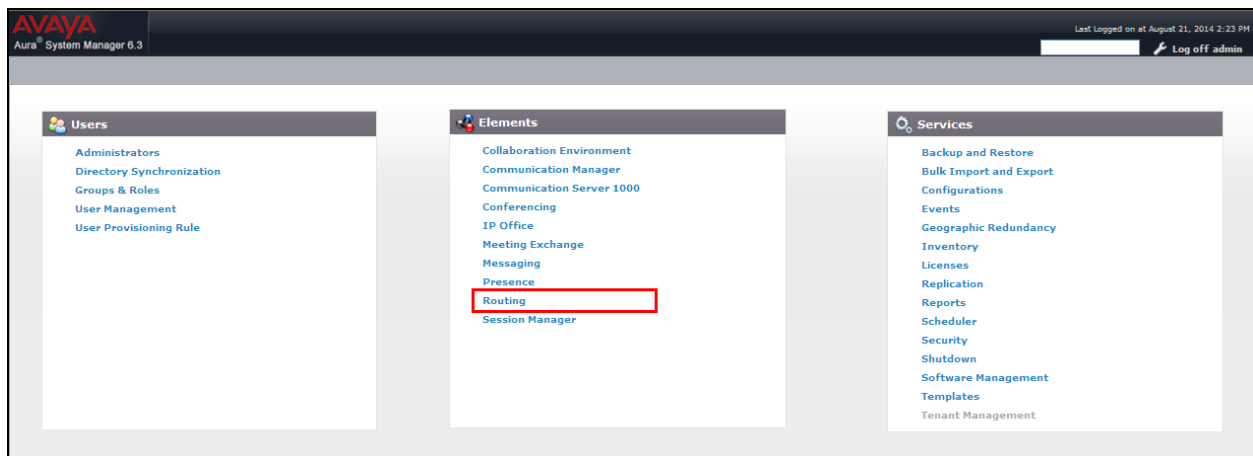 AVAYA
Aura® System Manager 6.3
Last Logged on at August 21, 2014 2:23 PM
Log off admin
Users
Administrators
Directory Synchronization
Groups & Roles
User Management
User Provisioning Rule
Elements
Collaboration Environment
Communication Manager
Communication Server 1000
Conferencing
IP Office
Meeting Exchange
Messaging
Presence
Routing
Session Manager
Services
Backup and Restore
Bulk Import and Export
Configurations
Events
Geographic Redundancy
Inventory
Licenses
Replication
Reports
Scheduler
Security
Shutdown
Software Management
Templates
Tenant Management